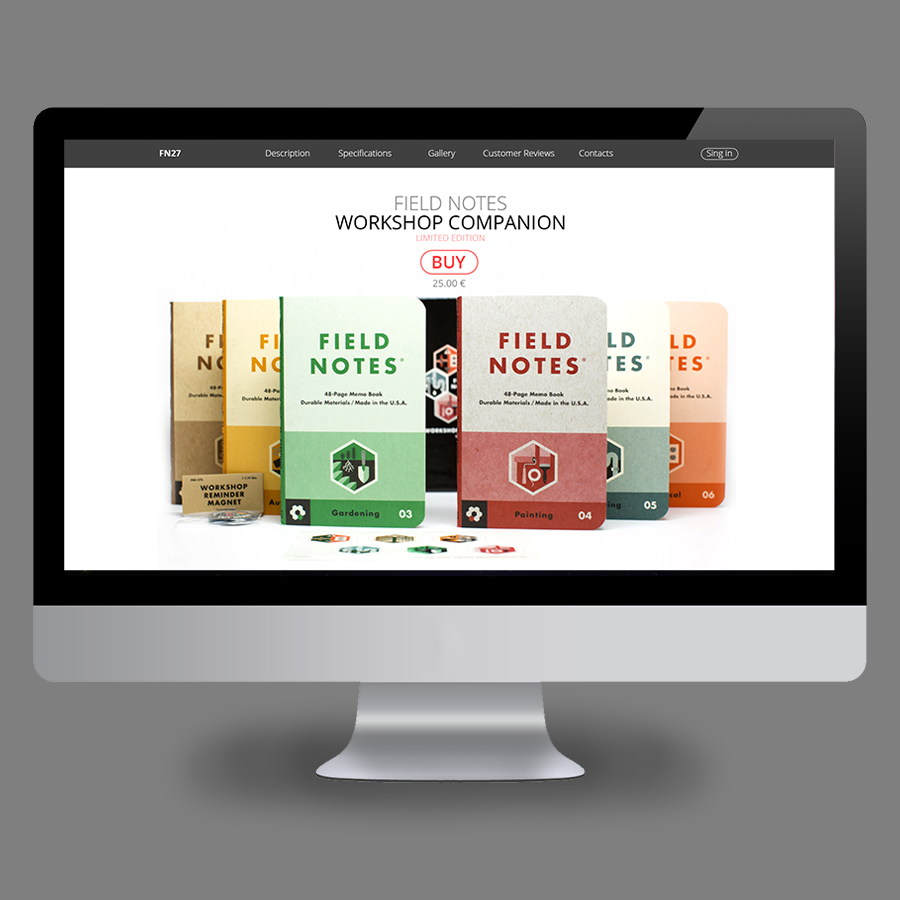 FN27
Description
Specifications
Gallery
Customer Reviews
Contacts
Sing in
FIELD NOTES
WORKSHOP COMPANION
LIMITED EDITION
BUY
25.00 €
FIELD
NOTES
48-Page Memo Book
Durable Materials / Made in the U.S.A.
Gardening 03
FIELD
NOTES
48-Page Memo Book
Durable Materials / Made in the U.S.A.
Painting 04
05
06
WORKSHOP
REMINDER
MAGNET